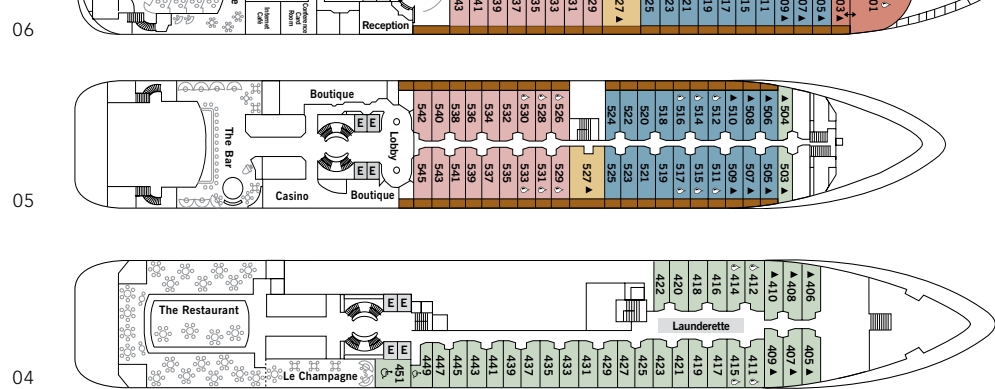 06
Internet
Café
Conference
Card
Room
Reception
43 41 39 37 35 33 31 29 27▲ 25 23 21 19 17 15 11 09▲ 07▲ 05▲ 03▲ 01
05
Boutique
E E
542 540 538 536 534 532 530 528 526 524 522 520 518 516 514 512 510▲ 508▲ 506▲ 504
The Bar
Lobby
E E
Casino
Boutique
545 543 541 539 537 535 533 531 529 527▲ 525 523 521 519 517 515 511 509▲ 507▲ 505▲ 503▲
04
The Restaurant
E E
422 420 418 416 414 412 410▲ 408▲ 406▲
Launderette
Le Champagne
E E
451 449 447 445 443 441 439 437 435 433 431 429 427 425 423 421 419 417 415 411 409▲ 407▲ 405▲